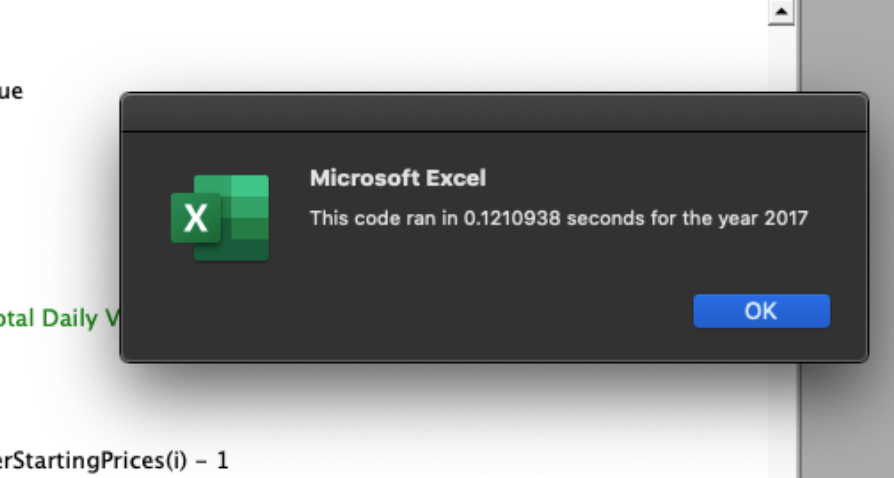 ue
Microsoft Excel
X
This code ran in 0.1210938 seconds for the year 2017
OK
otal Daily V
erStartingPrices(i) – 1